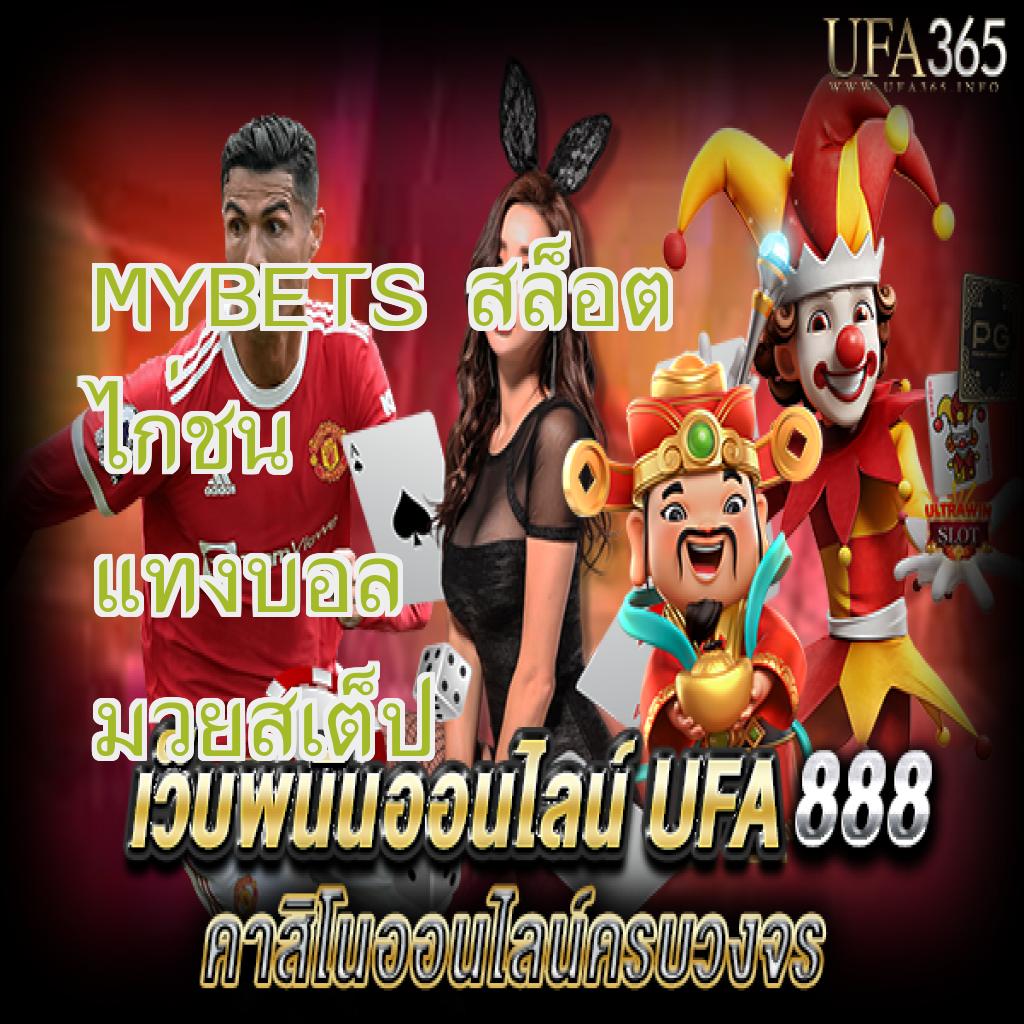 UFA365
WWW.UFA365.INFO
MYBETS สล็อต
ไก่ชน
แทงบอล
มวยสเต็ป
PG
A
ULTRAWIN
SLOT
เว็บพนันออนไลน์ UFA 888
คาสิโนออนไลน์ครบวงจร